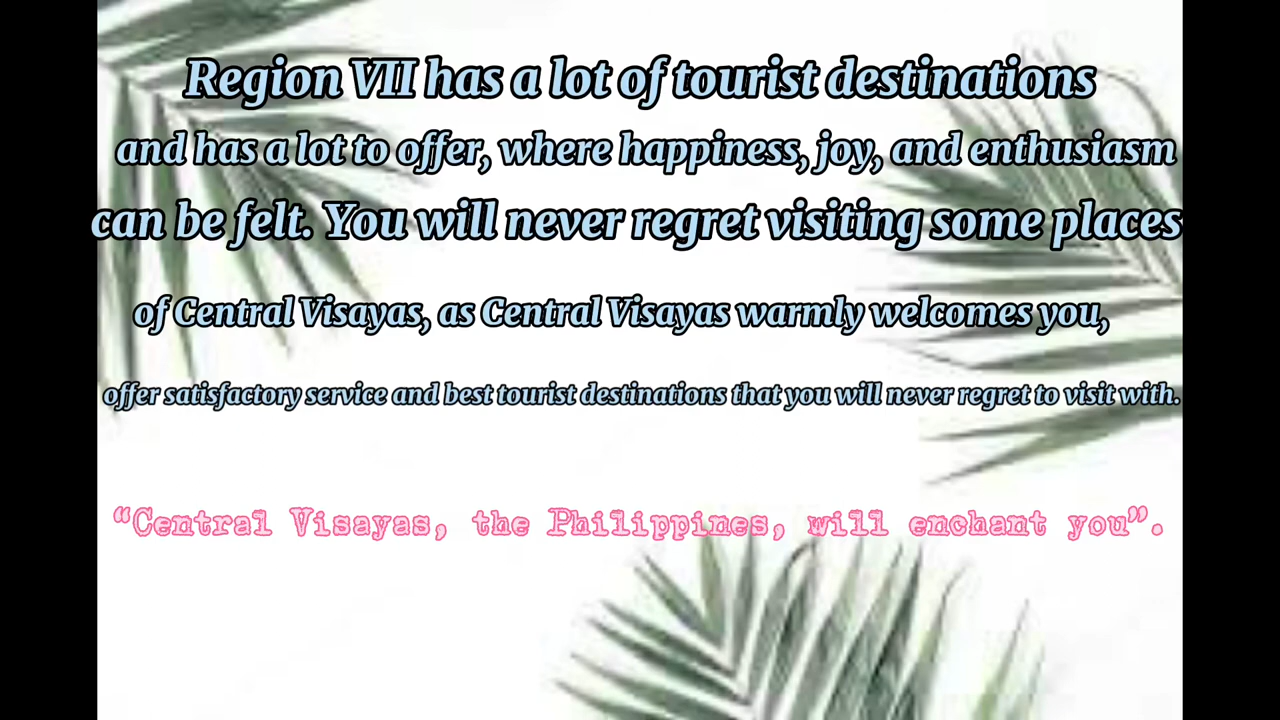 Region VII has a lot of tourist destinations
and has a lot to offer, where happiness, joy, and enthusiasm
can be felt. You will never regret visiting some places
of Central Visayas, as Central Visayas warmly welcomes you,
offer satisfactory service and best tourist destinations that you will never regret to visit with.
“Central Visayas, the Philippines, will enchant you”.